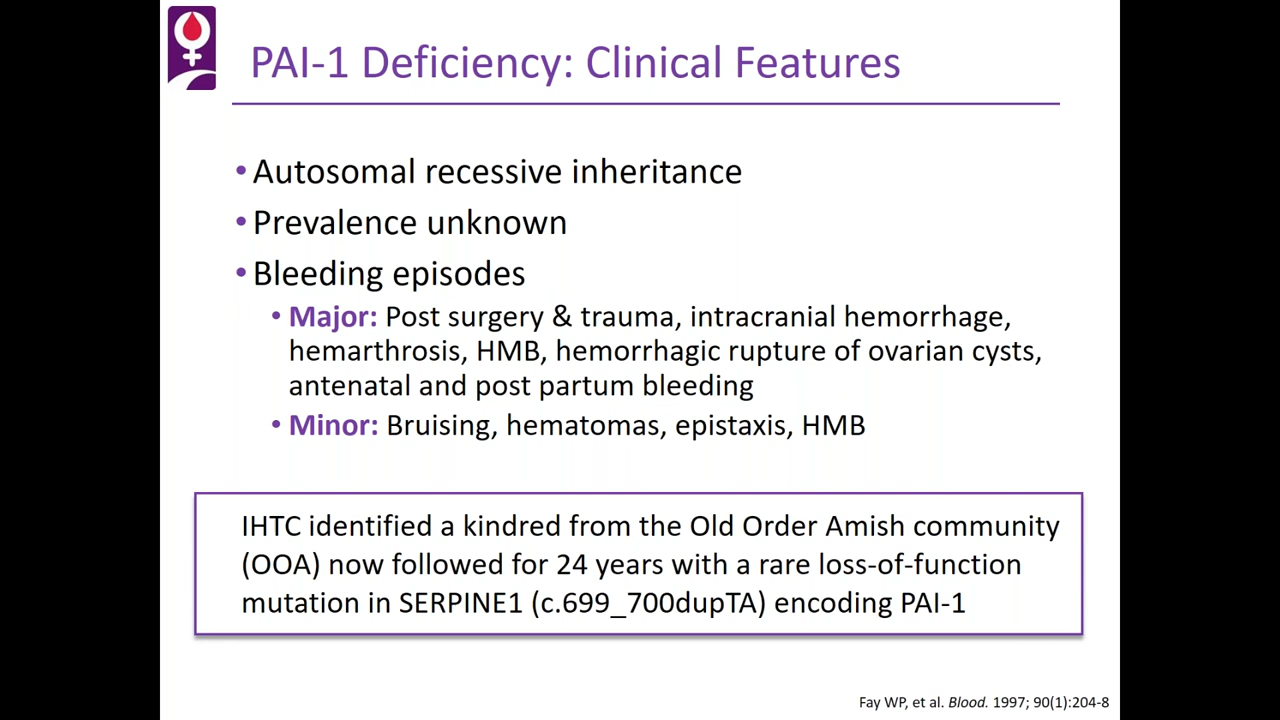 PAI-1 Deficiency: Clinical Features
•Autosomal recessive inheritance
•Prevalence unknown
•Bleeding episodes
•Major: Post surgery & trauma, intracranial hemorrhage,
hemarthrosis, HMB, hemorrhagic rupture of ovarian cysts,
antenatal and post partum bleeding
•Minor: Bruising, hematomas, epistaxis, HMB
IHTC identified a kindred from the Old Order Amish community
(OOA) now followed for 24 years with a rare loss-of-function
mutation in SERPINE1 (c.699_700dupTA) encoding PAI-1
Fay WP, et al. Blood. 1997; 90(1):204-8